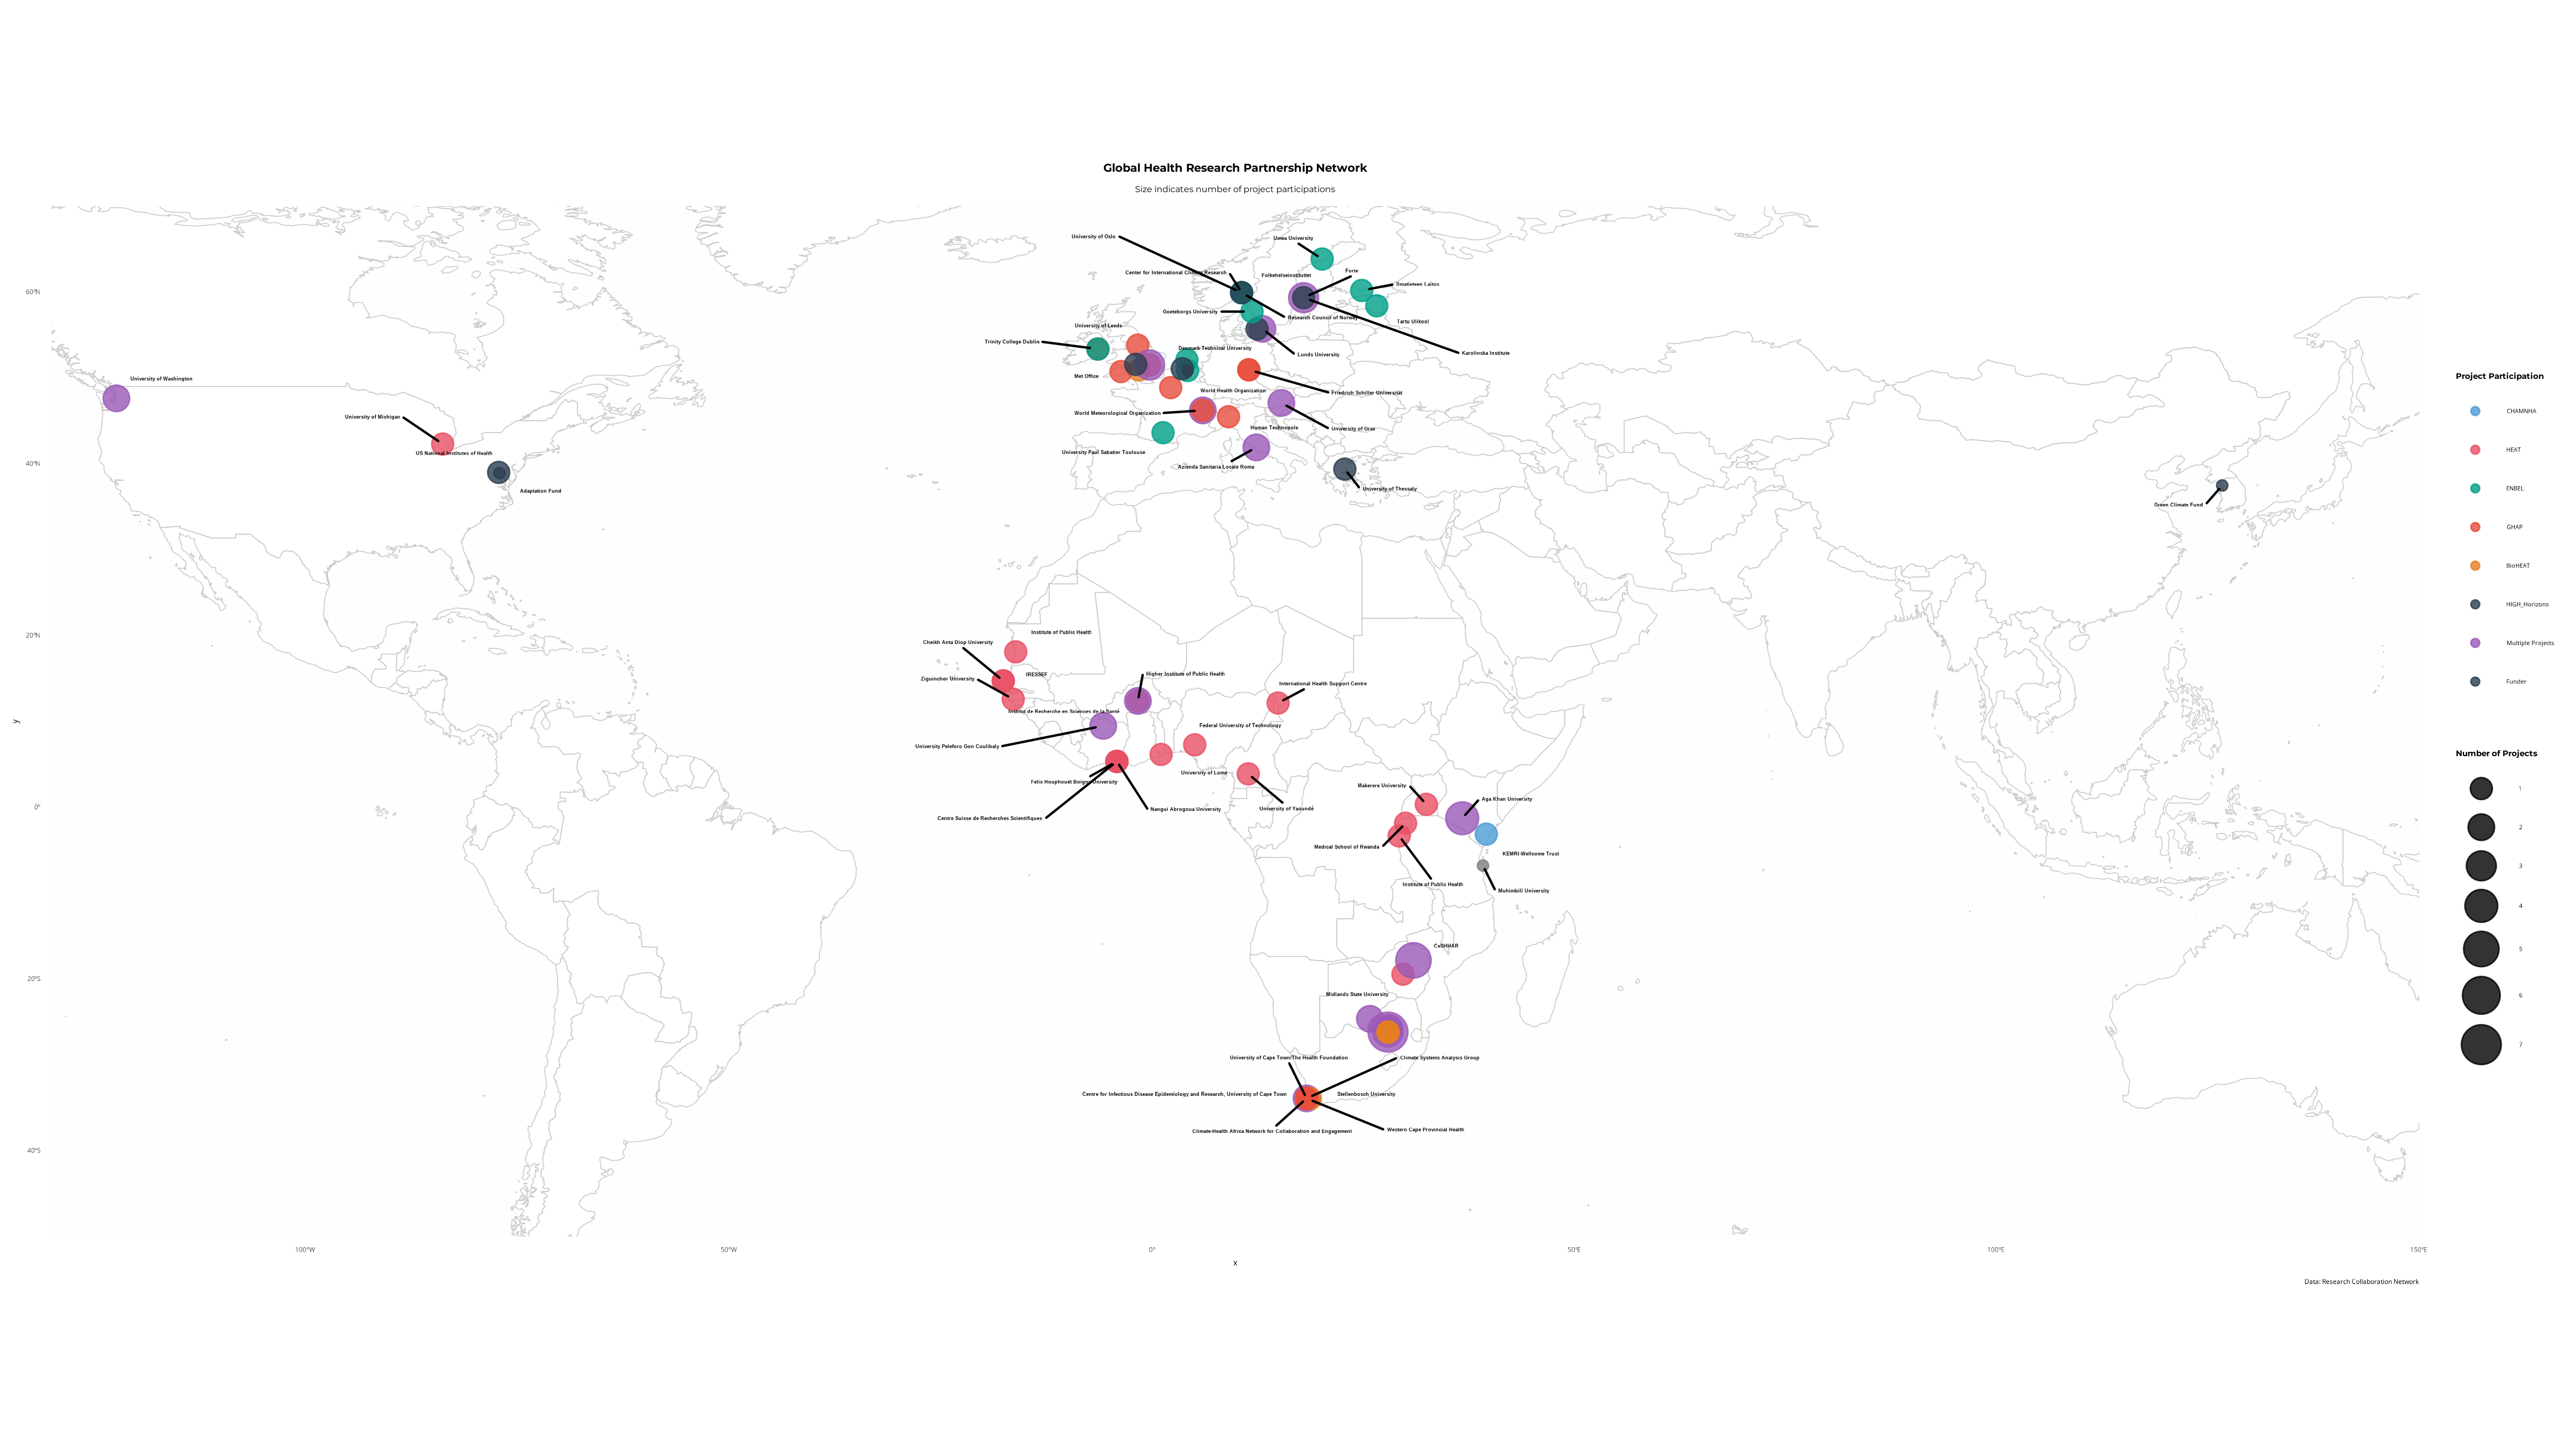 Global Health Research Partnership Network
Size indicates number of project participations
University of Oslo
Umea University
Center for International Climate Research
Folkehelseinstituttet
Forte
Ilmatieteen Laitos
60°N
Goeteborgs University
Research Council of Norway
Tartu Ulikool
University of Leeds
Trinity College Dublin
Denmark Technical University
Lunds University
Karolinska Institute
Met Office
University of Washington
World Health Organization
Friedrich Schiller Universität
University of Michigan
World Meteorological Organization
Human Technopole
University of Graz
US National Institutes of Health
University Paul Sabatier Toulouse
40°N
Azienda Sanitaria Locale Roma
Adaptation Fund
University of Thessaly
Green Climate Fund
20°N
Institute of Public Health
Cheikh Anta Diop University
IRESSEF
Ziguinchor University
Higher Institute of Public Health
International Health Support Centre
Institut de Recherche en Sciences de la Santé
Federal University of Technology
University Peleforo Gon Coulibaly
University of Lome
Felix Houphouët Boigny University
Nangui Abrogoua University
University of Yaoundé
Centre Suisse de Recherches Scientifiques
0°
Makerere University
Aga Khan University
Medical School of Rwanda
KEMRI-Wellcome Trust
Institute of Public Health
Muhimbili University
CeSHHAR
20°S
Midlands State University
University of Cape Town/The Health Foundation
Climate Systems Analysis Group
Centre for Infectious Disease Epidemiology and Research, University of Cape Town
Stellenbosch University
Climate-Health Africa Network for Collaboration and Engagement
Western Cape Provincial Health
40°S
y
100°W
50°W
0°
50°E
100°E
150°E
x
Data: Research Collaboration Network
Project Participation
CHAMNHA
HEAT
ENBEL
GHAP
BioHEAT
HIGH_Horizons
Multiple Projects
Funder
Number of Projects
1
2
3
4
5
6
7